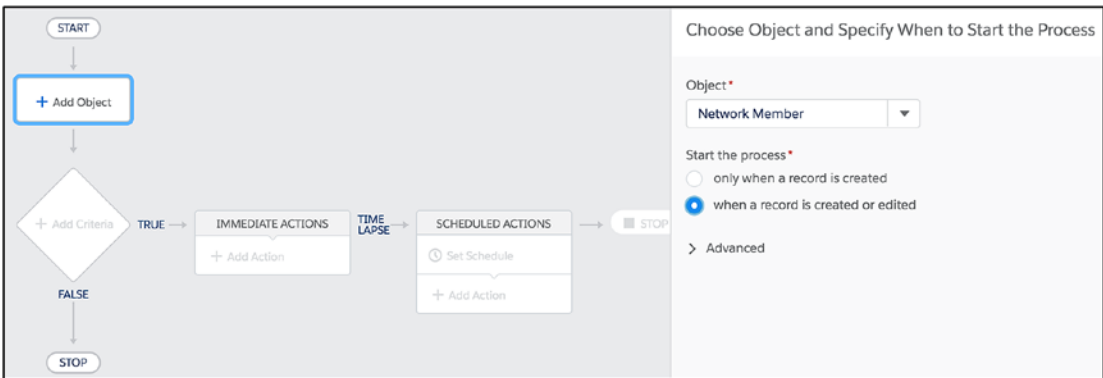 START
+ Add Object
+ Add Criteria
TRUE
IMMEDIATE ACTIONS
+ Add Action
TIME
LAPSE
SCHEDULED ACTIONS
Set Schedule
+ Add Action
STOP
FALSE
STOP
Choose Object and Specify When to Start the Process
Object*
Network Member
Start the process*
only when a record is created
when a record is created or edited
Advanced